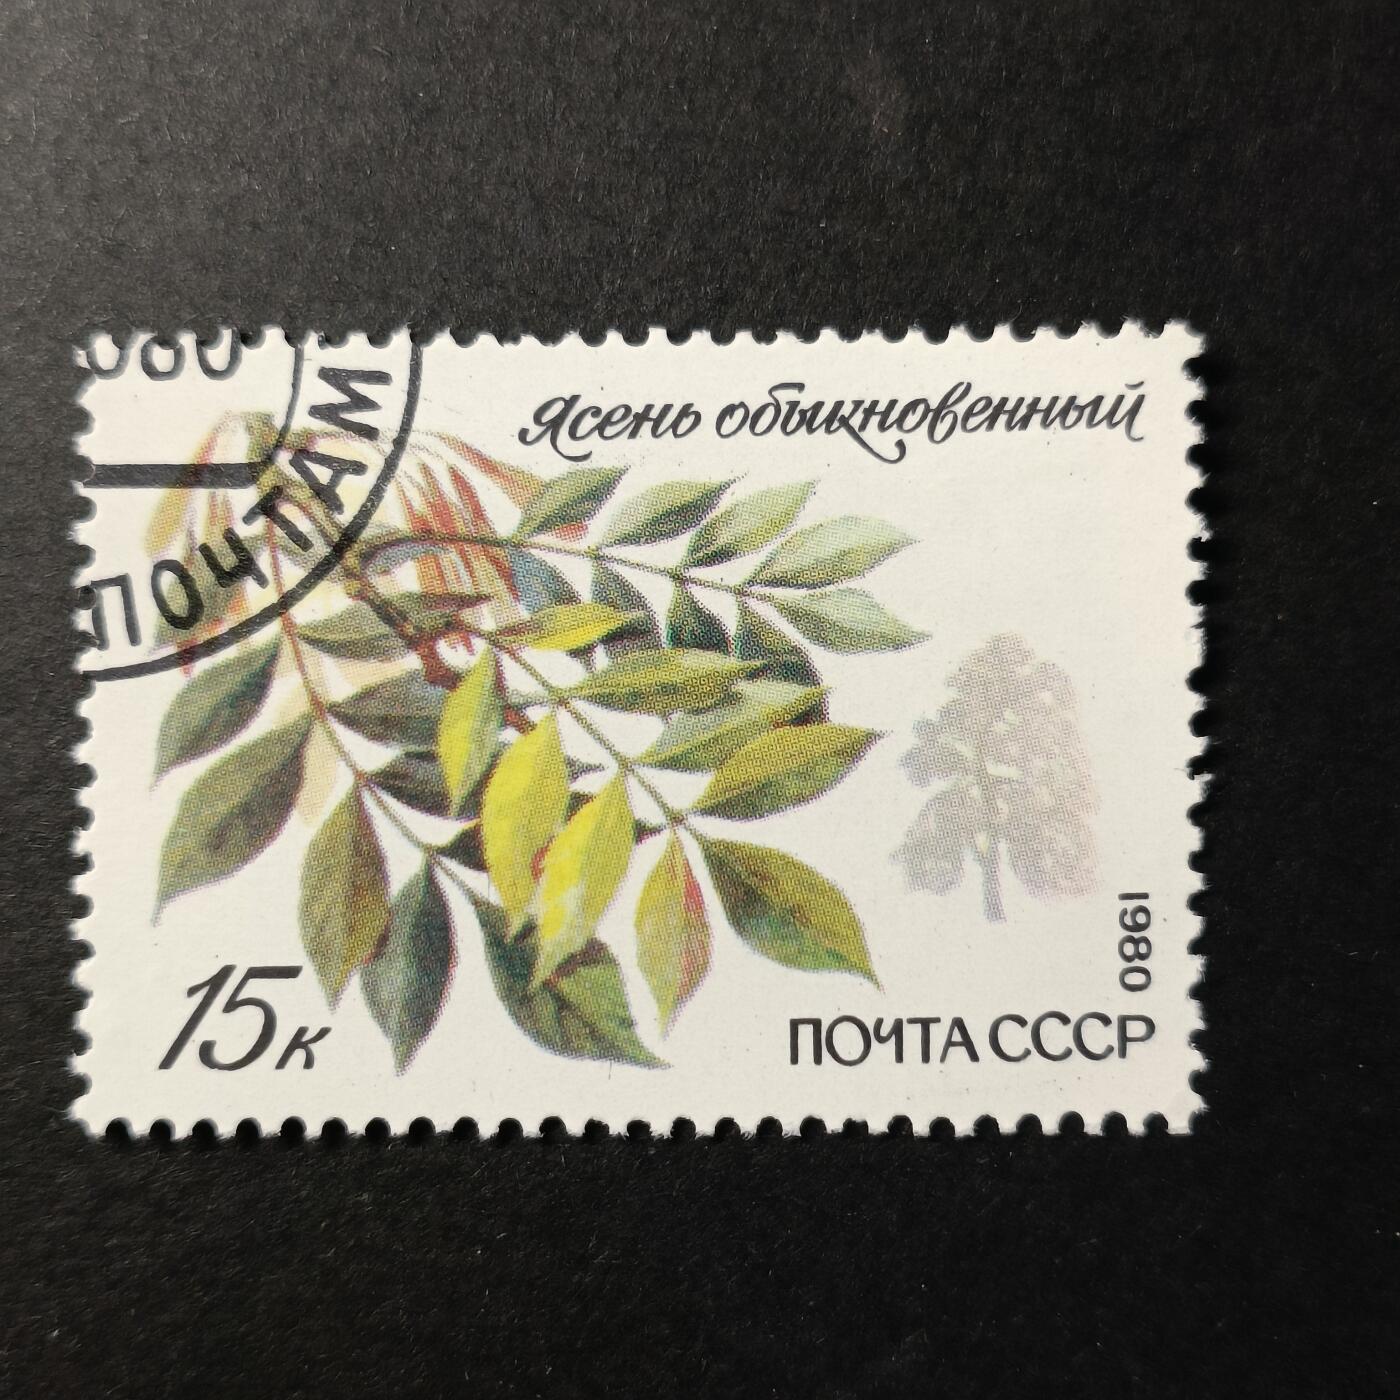 Ясень обыкновенный
ПОЧТАМ
15к
1980
ПОЧТА СССР